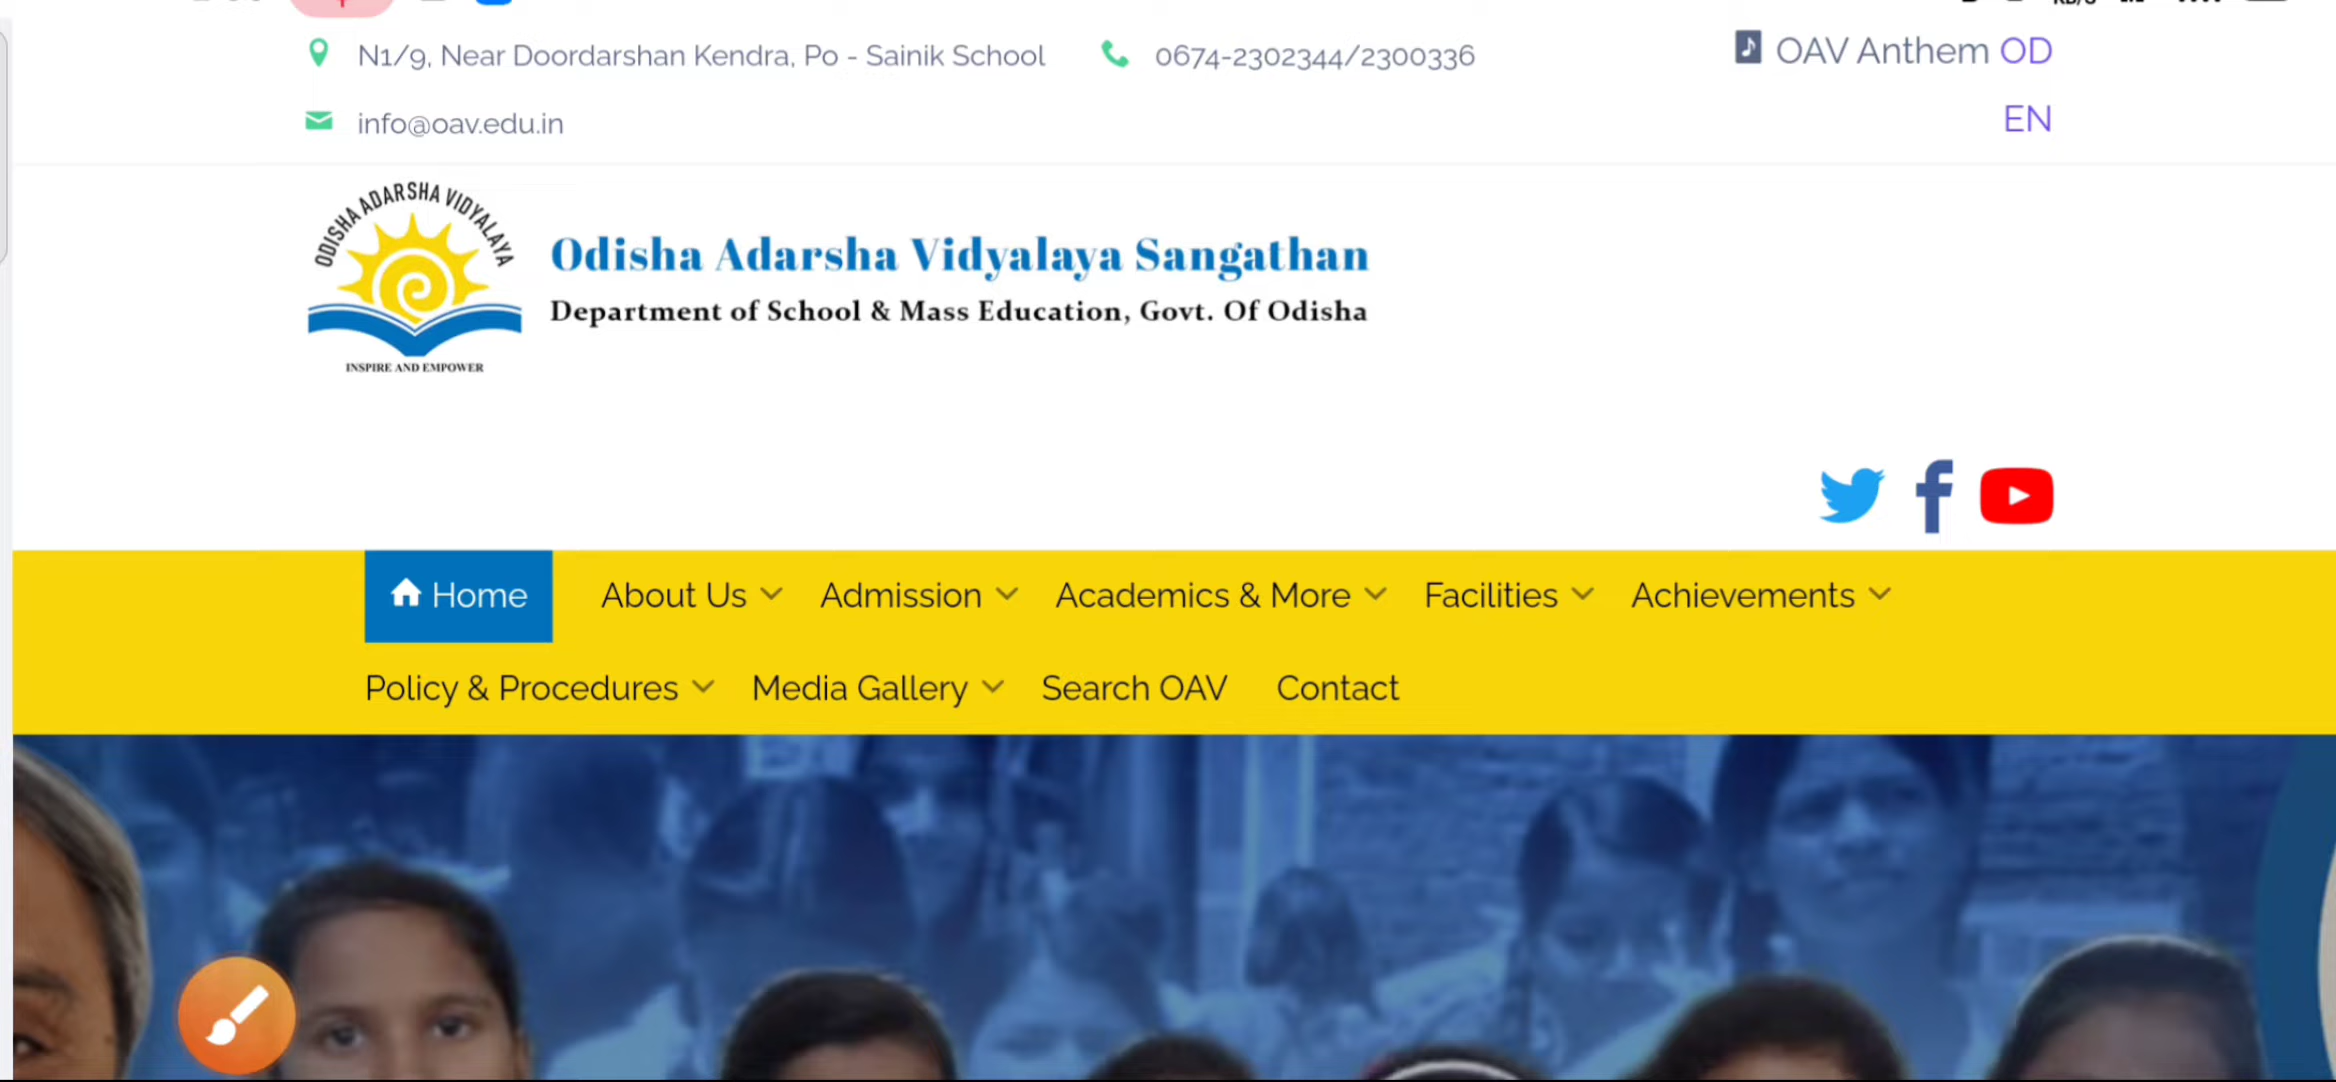 N1/9, Near Doordarshan Kendra, Po - Sainik School
0674-2302344/2300336
OAV Anthem OD
info@oav.edu.in
EN
ODISHA ADARSHA VIDYALAYA
INSPIRE AND EMPOWER
Odisha Adarsha Vidyalaya Sangathan
Department of School & Mass Education, Govt. Of Odisha
Home About Us Admission Academics & More Facilities Achievements
Policy & Procedures Media Gallery Search OAV Contact